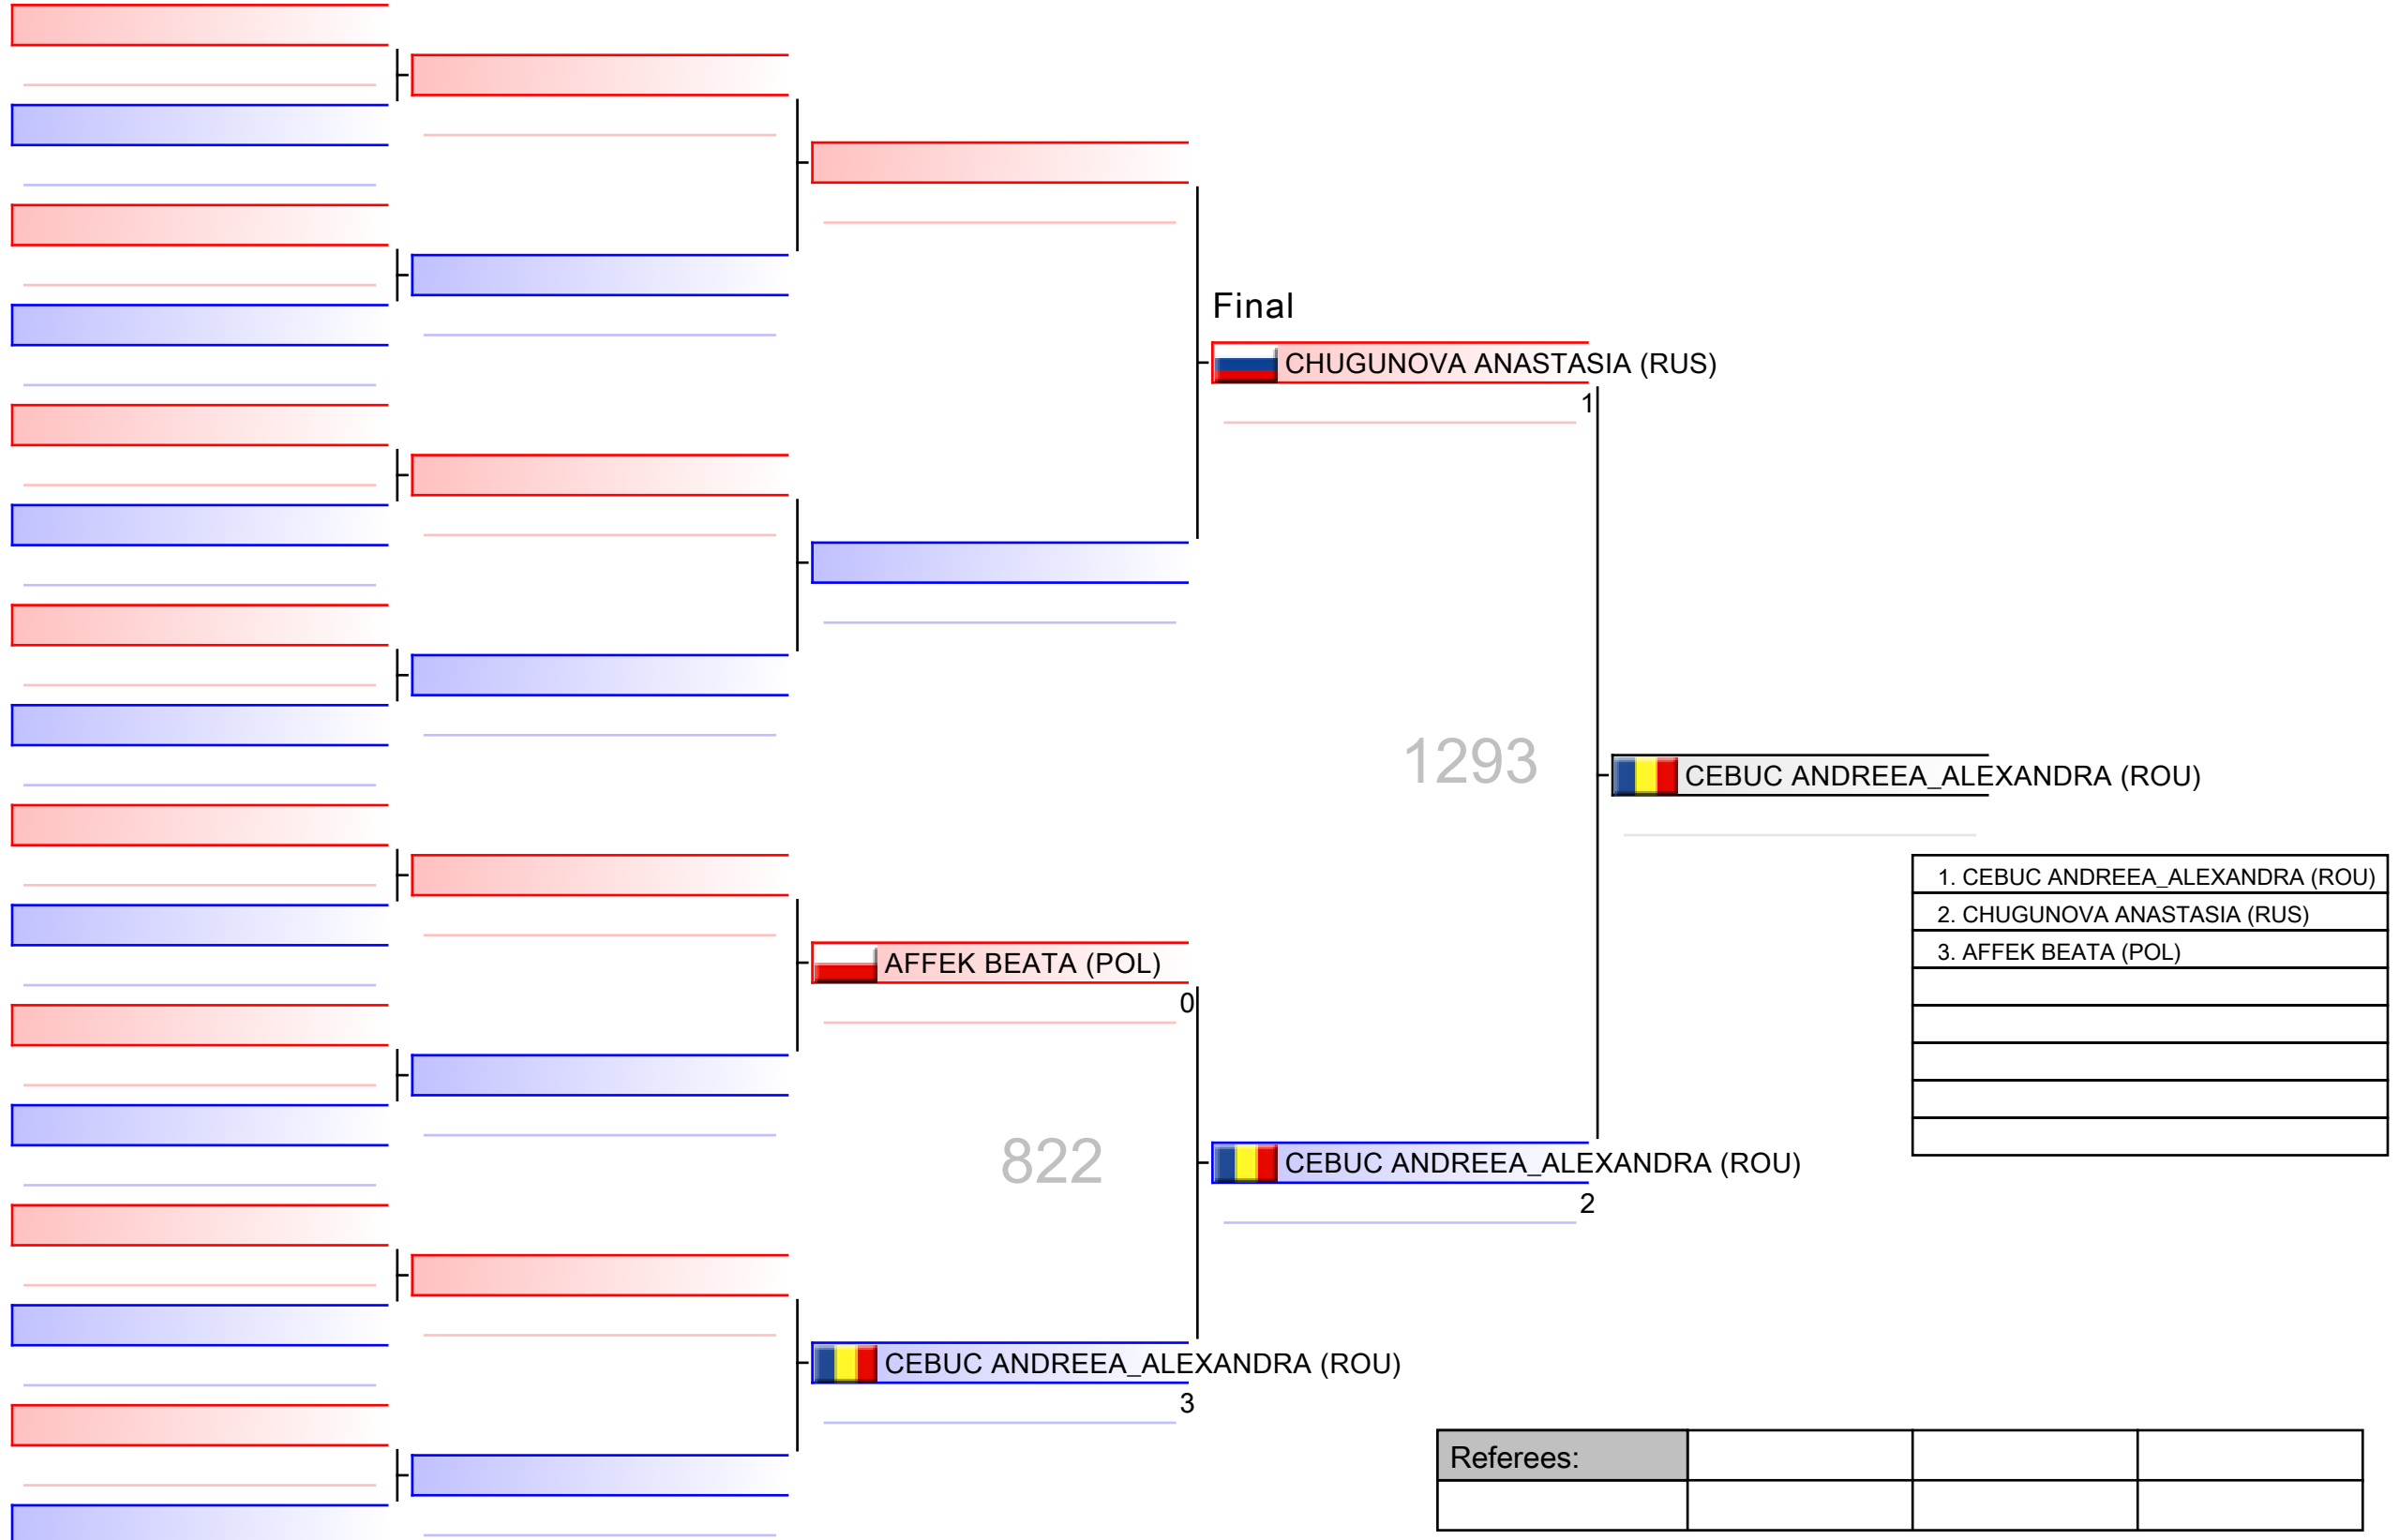 Final
CHUGUNOVA ANASTASIA (RUS)
1
1293
CEBUC ANDREEA_ALEXANDRA (ROU)
1. CEBUC ANDREEA_ALEXANDRA (ROU)
2. CHUGUNOVA ANASTASIA (RUS)
3. AFFEK BEATA (POL)
AFFEK BEATA (POL)
0
822
CEBUC ANDREEA_ALEXANDRA (ROU)
2
CEBUC ANDREEA_ALEXANDRA (ROU)
3
Referees: